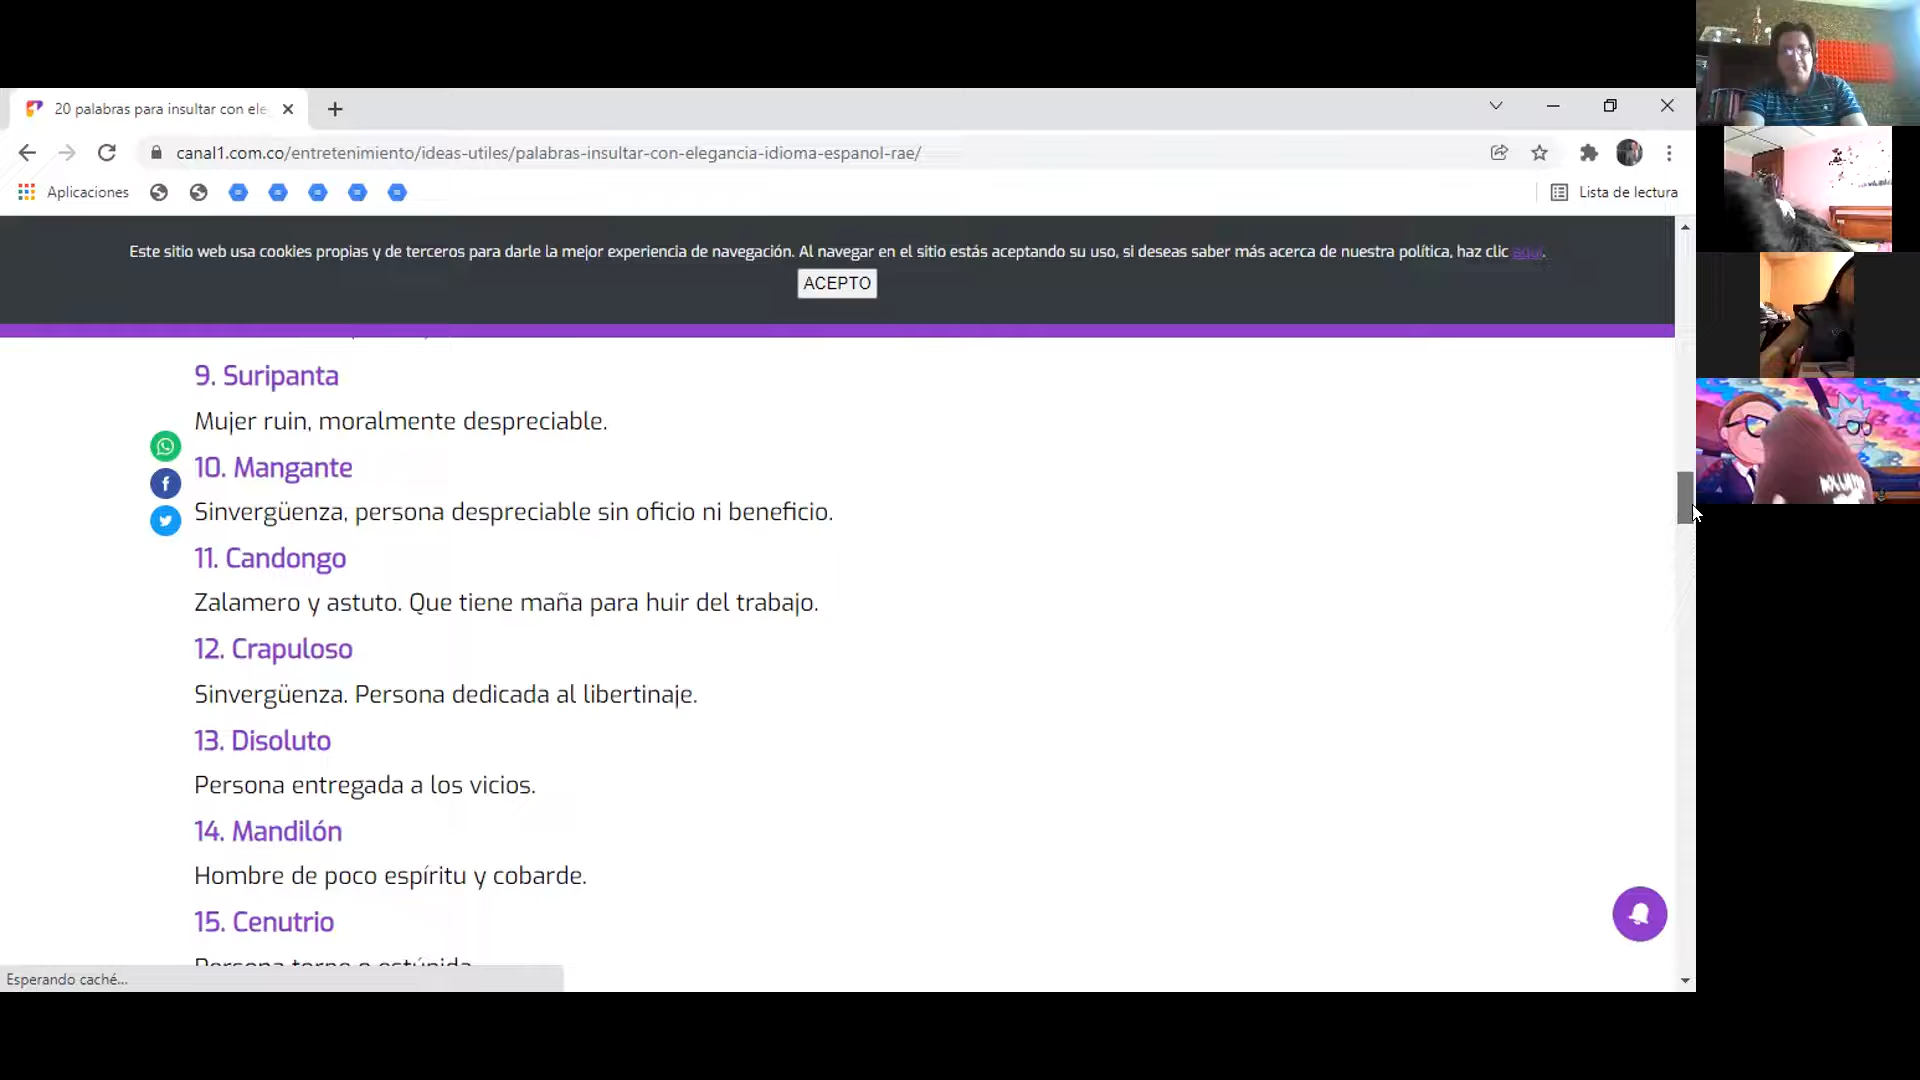 20 palabras para insultar con ele
canal1.com.co/entretenimiento/ideas-utiles/palabras-insultar-con-elegancia-idioma-espanol-rae/
Aplicaciones
Lista de lectura
Este sitio web usa cookies propias y de terceros para darle la mejor experiencia de navegación. Al navegar en el sitio estás aceptando su uso, si deseas saber más acerca de nuestra política, haz clic aquí.
ACEPTO
9. Suripanta
Mujer ruin, moralmente despreciable.
10. Mangante
Sinvergüenza, persona despreciable sin oficio ni beneficio.
11. Candongo
Zalamero y astuto. Que tiene maña para huir del trabajo.
12. Crapuloso
Sinvergüenza. Persona dedicada al libertinaje.
13. Disoluto
Persona entregada a los vicios.
14. Mandilón
Hombre de poco espíritu y cobarde.
15. Cenutrio
Persona torpe o estúpida.
Esperando caché...